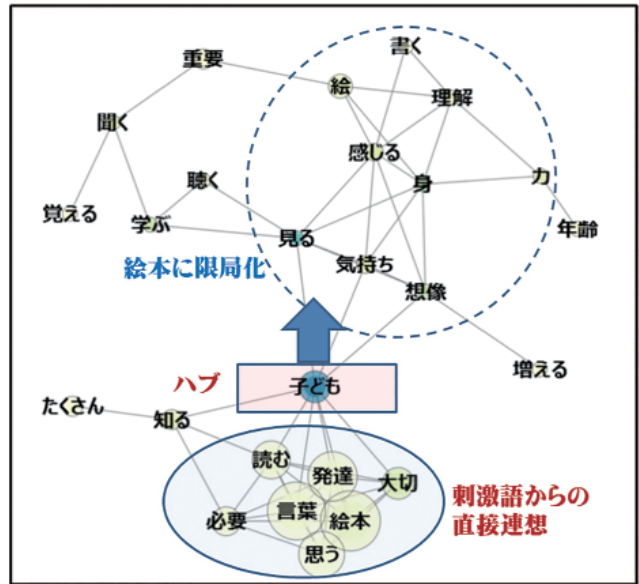 書く
重要
絵
理解
聞く
感じる
聴く
身
力
覚える
学ぶ
見る
年齢
絵本に限局化
気持ち
想像
増える
ハブ
子ども
たくさん
知る
読む
発達
大切
刺激語からの
直接連想
必要
言葉
絵本
思う